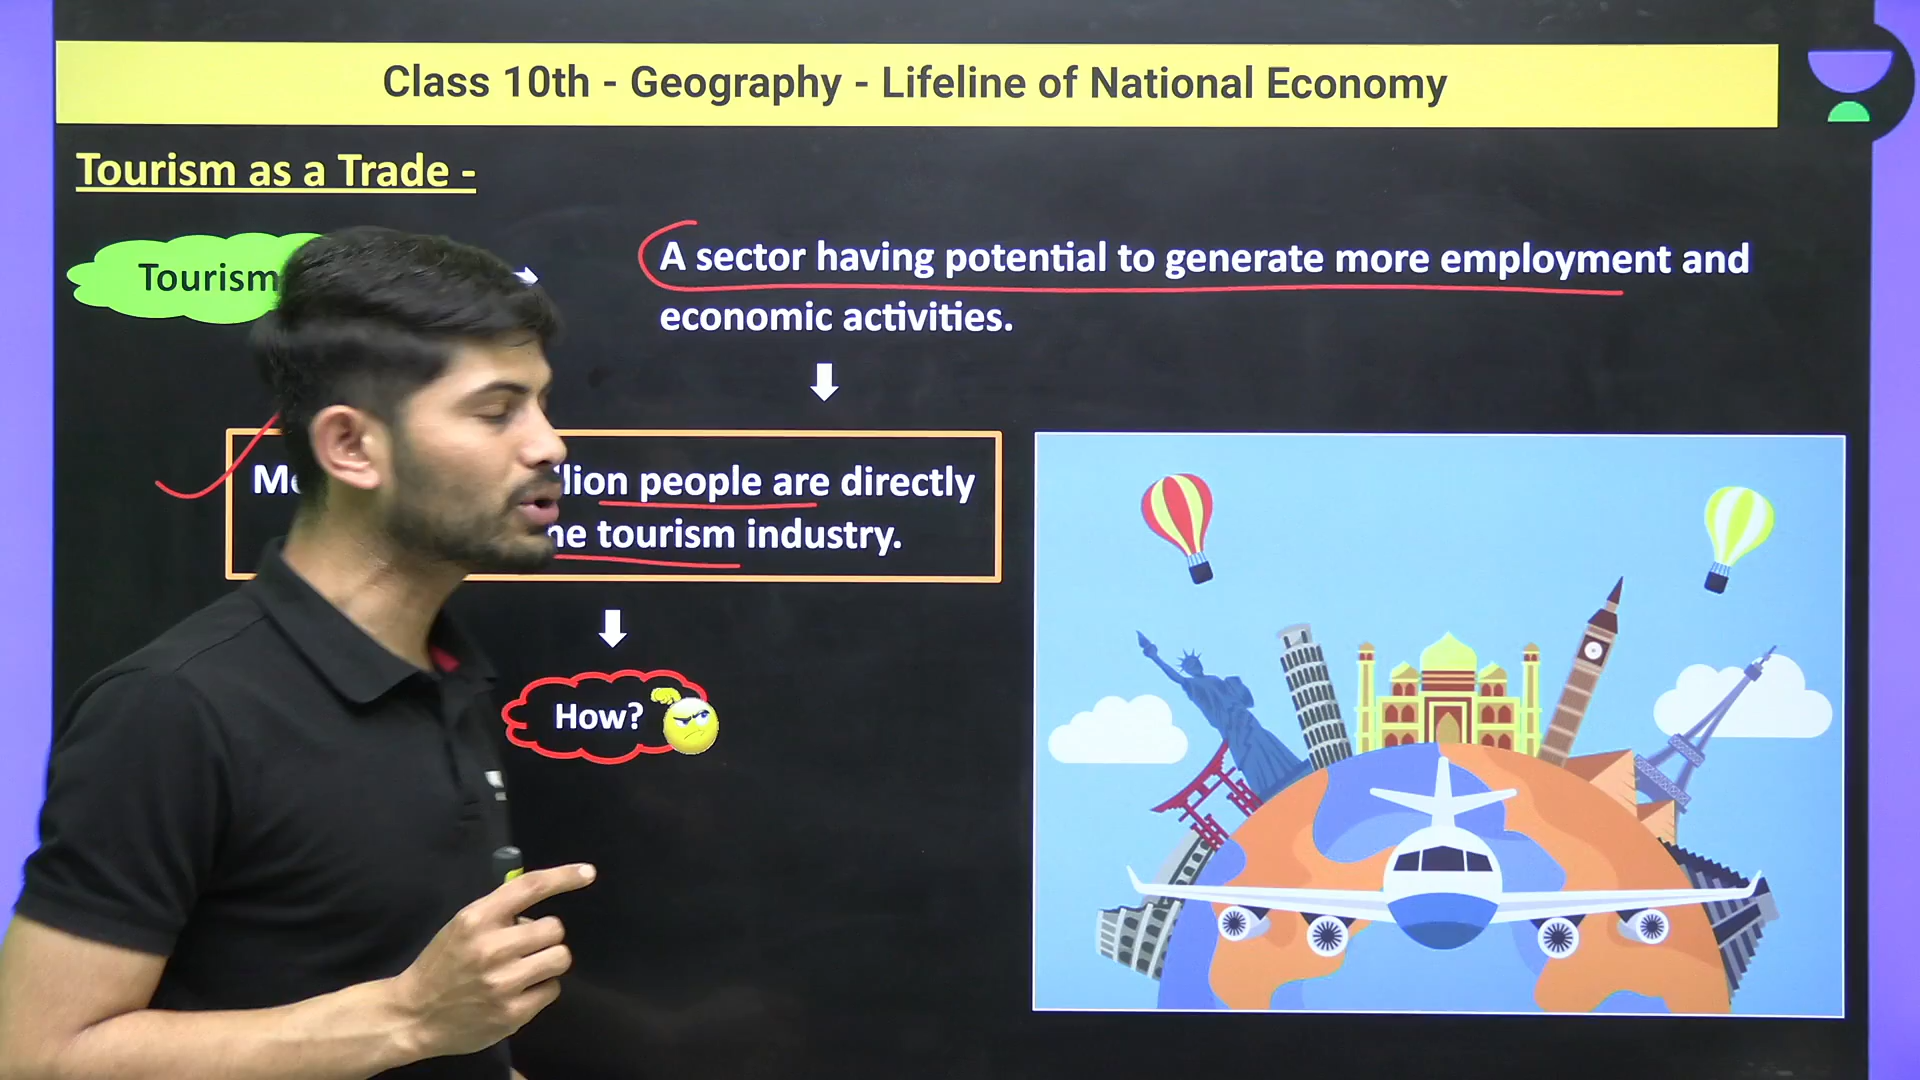 Class 10th - Geography - Lifeline of National Economy
Tourism as a Trade -
Tourism
A sector having potential to generate more employment and
economic activities.
people are directly
tourism industry.
How?